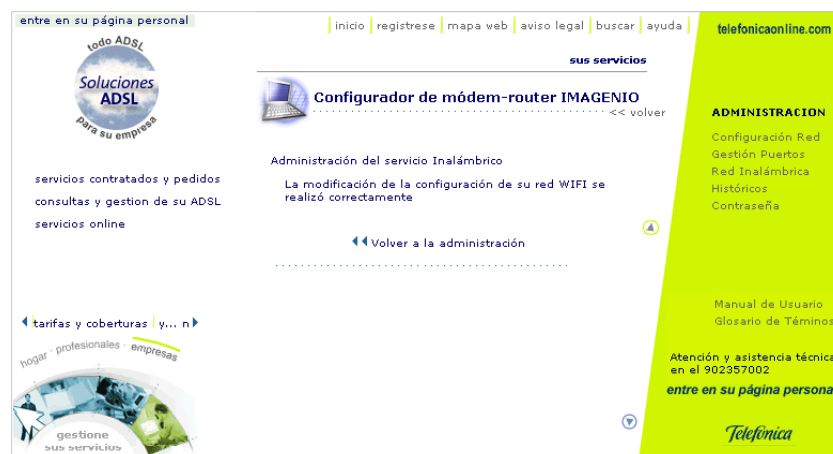 entre en su página personal
inicio registrese mapa web aviso legal buscar ayuda
telefonicaonline.com
todo ADSL
Soluciones
ADSL
para su empresa
sus servicios
Configurador de módem-router IMAGENIO
<< volver
ADMINISTRACION
Configuración Red
Gestión Puertos
Red Inalámbrica
Históricos
Contraseña
Administración del servicio Inalámbrico
La modificación de la configuración de su red WIFI se
realizó correctamente
servicios contratados y pedidos
consultas y gestion de su ADSL
servicios online
Volver a la administración
tarifas y coberturas y... n
Manual de Usuario
Glosario de Téminos
hogar · profesionales · empresas
Atención y asistencia técnica
en el 902357002
entre en su página persona
gestione
sus servicios
Telefónica